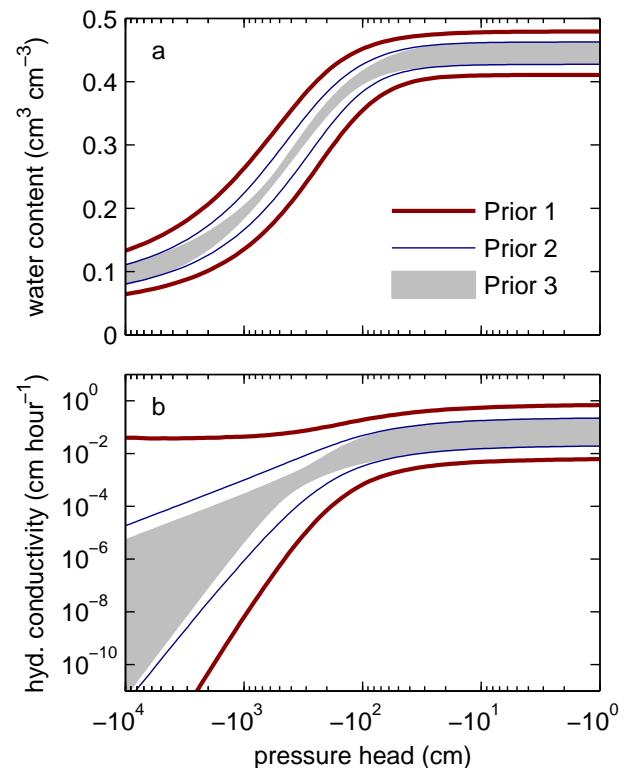 a
water content (cm³ cm⁻³)
0.5
0.4
0.3
0.2
0.1
0
Prior 1
Prior 2
Prior 3
b
hyd. conductivity (cm hour⁻¹)
10⁰
10⁻²
10⁻⁴
10⁻⁶
10⁻⁸
10⁻¹⁰
−10⁴ −10³ −10² −10¹ −10⁰
pressure head (cm)